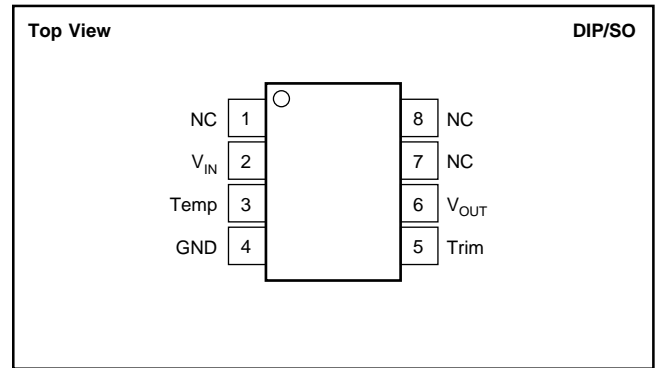 Top View DIP/SO
NC 1 8 NC
V_IN 2 7 NC
Temp 3 6 V_OUT
GND 4 5 Trim